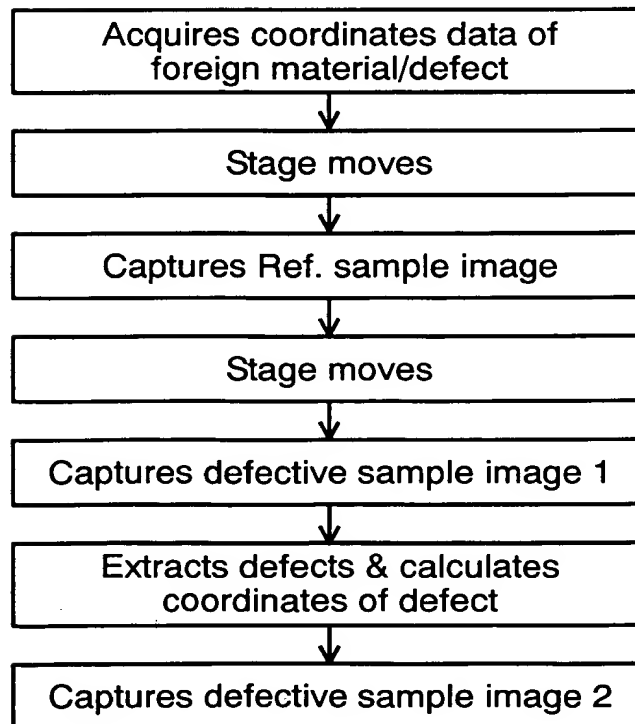 Acquires coordinates data of
foreign material/defect
Stage moves
Captures Ref. sample image
Stage moves
Captures defective sample image 1
Extracts defects & calculates
coordinates of defect
Captures defective sample image 2